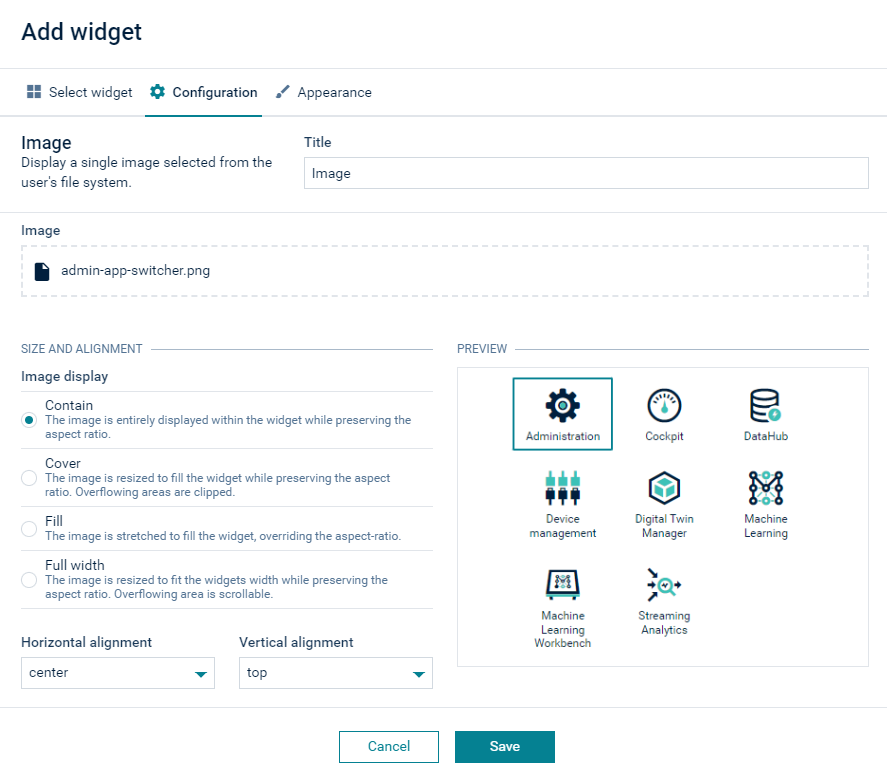 Add widget
Select widget
Configuration
Appearance
Image
Display a single image selected from the
user's file system.
Title
Image
Image
admin-app-switcher.png
SIZE AND ALIGNMENT
Image display
Contain
The image is entirely displayed within the widget while preserving the
aspect ratio.
Cover
The image is resized to fill the widget while preserving the aspect
ratio. Overflowing areas are clipped.
Fill
The image is stretched to fill the widget, overriding the aspect-ratio.
Full width
The image is resized to fit the widgets width while preserving the
aspect ratio. Overflowing area is scrollable.
Horizontal alignment
center
Vertical alignment
top
PREVIEW
Administration
Cockpit
DataHub
Device
management
Digital Twin
Manager
Machine
Learning
Machine
Learning
Workbench
Streaming
Analytics
Cancel
Save